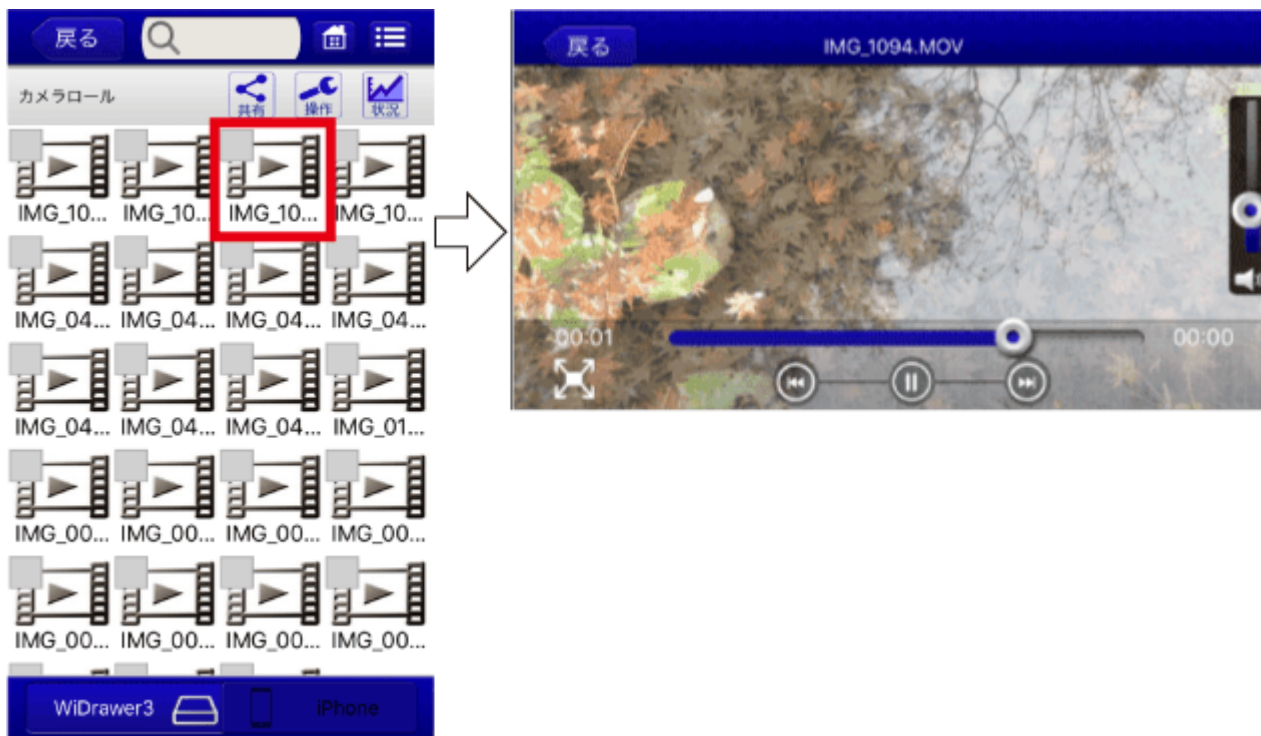 戻る
カメラロール
共有 操作 状況
IMG_10... IMG_10... IMG_10... IMG_10...
IMG_04... IMG_04... IMG_04... IMG_04...
IMG_04... IMG_04... IMG_04... IMG_01...
IMG_00... IMG_00... IMG_00... IMG_00...
IMG_00... IMG_00... IMG_00... IMG_00...
WiDrawer3 iPhone
戻る IMG_1094.MOV
00:01 00:00